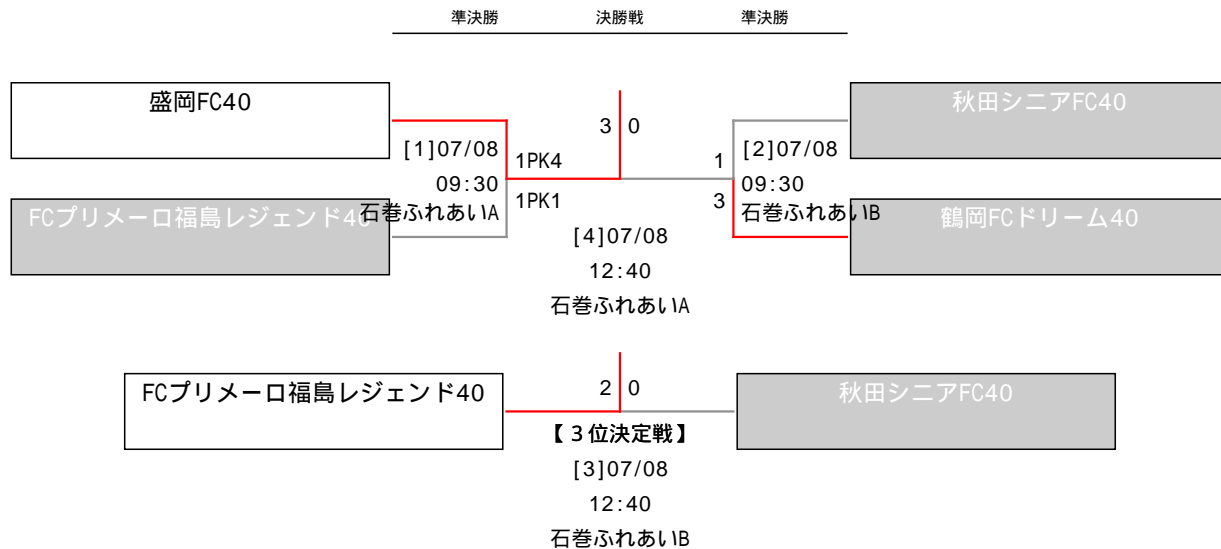 準決勝 決勝戦 準決勝
盛岡FC40
秋田シニアFC40
3 0
[1]07/08
09:30
石巻ふれあいA
1PK4
1PK1
1
3
[2]07/08
09:30
石巻ふれあいB
FCプリメーロ福島レジェンド40
鶴岡FCドリーム40
[4]07/08
12:40
石巻ふれあいA
FCプリメーロ福島レジェンド40
2 0
秋田シニアFC40
【３位決定戦】
[3]07/08
12:40
石巻ふれあいB